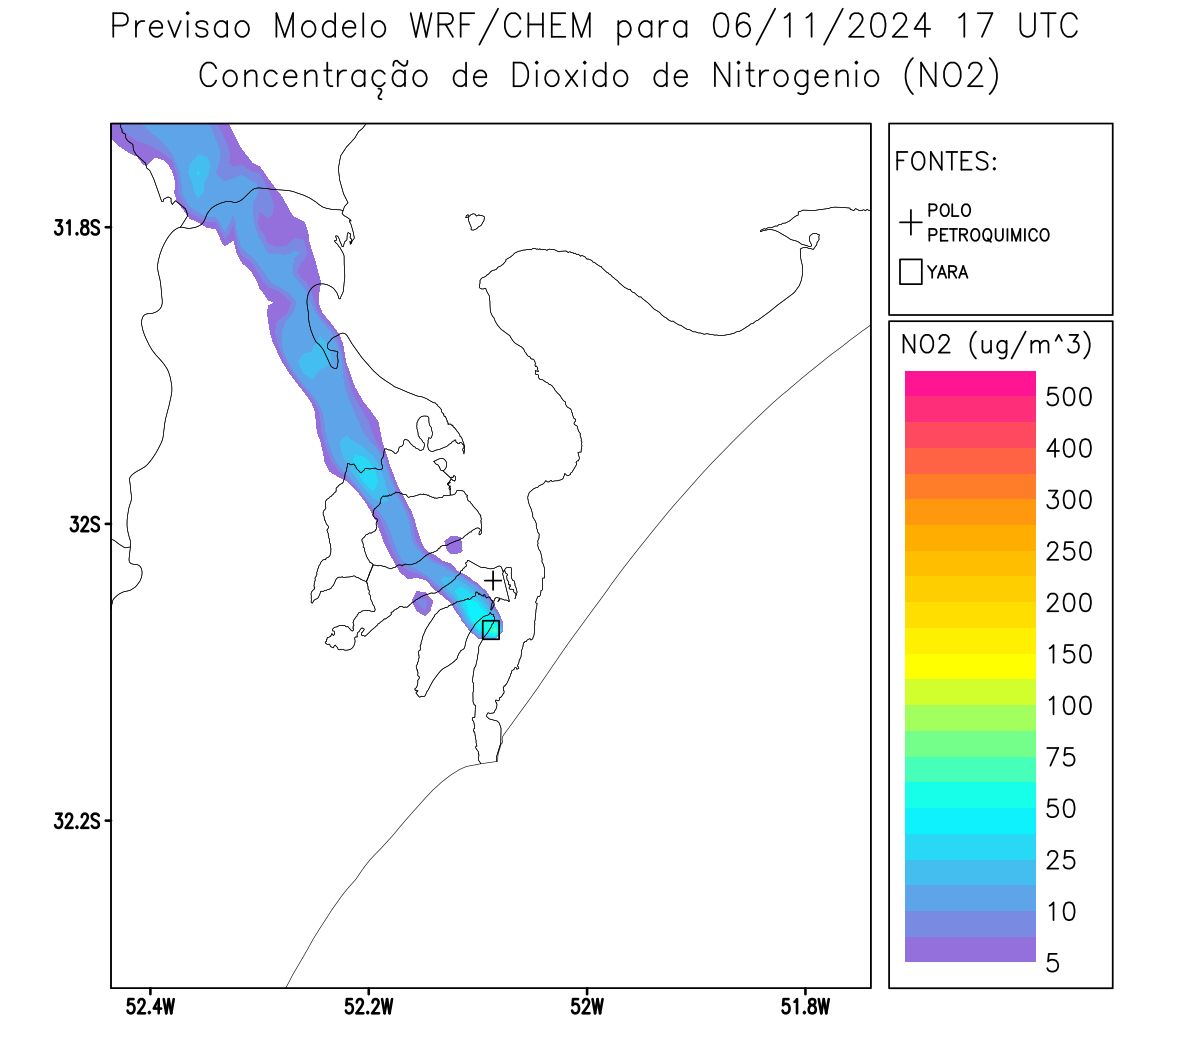 Previsao Modelo WRF/CHEM para 06/11/2024 17 UTC
Concentração de Dioxido de Nitrogenio (NO2)
FONTES:
POLO
PETROQUIMICO
YARA
31.8S
32S
32.2S
52.4W
52.2W
52W
51.8W
NO2 (ug/m^3)
500
400
300
250
200
150
100
75
50
25
10
5